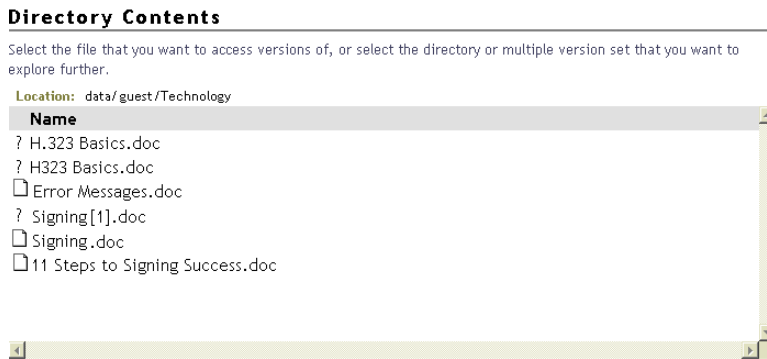 Directory Contents
Select the file that you want to access versions of, or select the directory or multiple version set that you want to
explore further.
Location: data/guest/Technology
Name
? H.323 Basics.doc
? H323 Basics.doc
Error Messages.doc
? Signing[1].doc
Signing.doc
11 Steps to Signing Success.doc